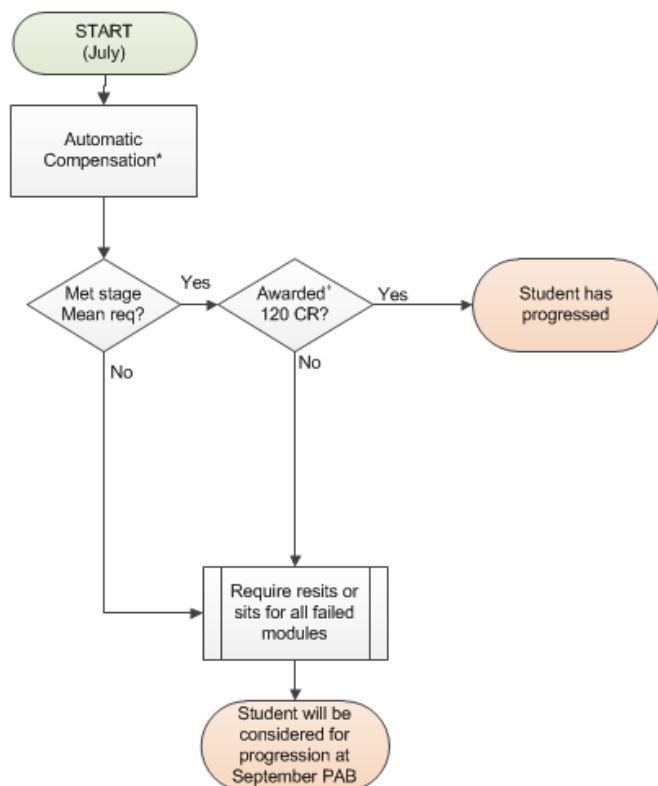 START
(July)
Automatic
Compensation*
Met stage
Mean req?
Yes
Awarded⁺
120 CR?
Yes
Student has
progressed
No
No
Require resits or
sits for all failed
modules
Student will be
considered for
progression at
September PAB